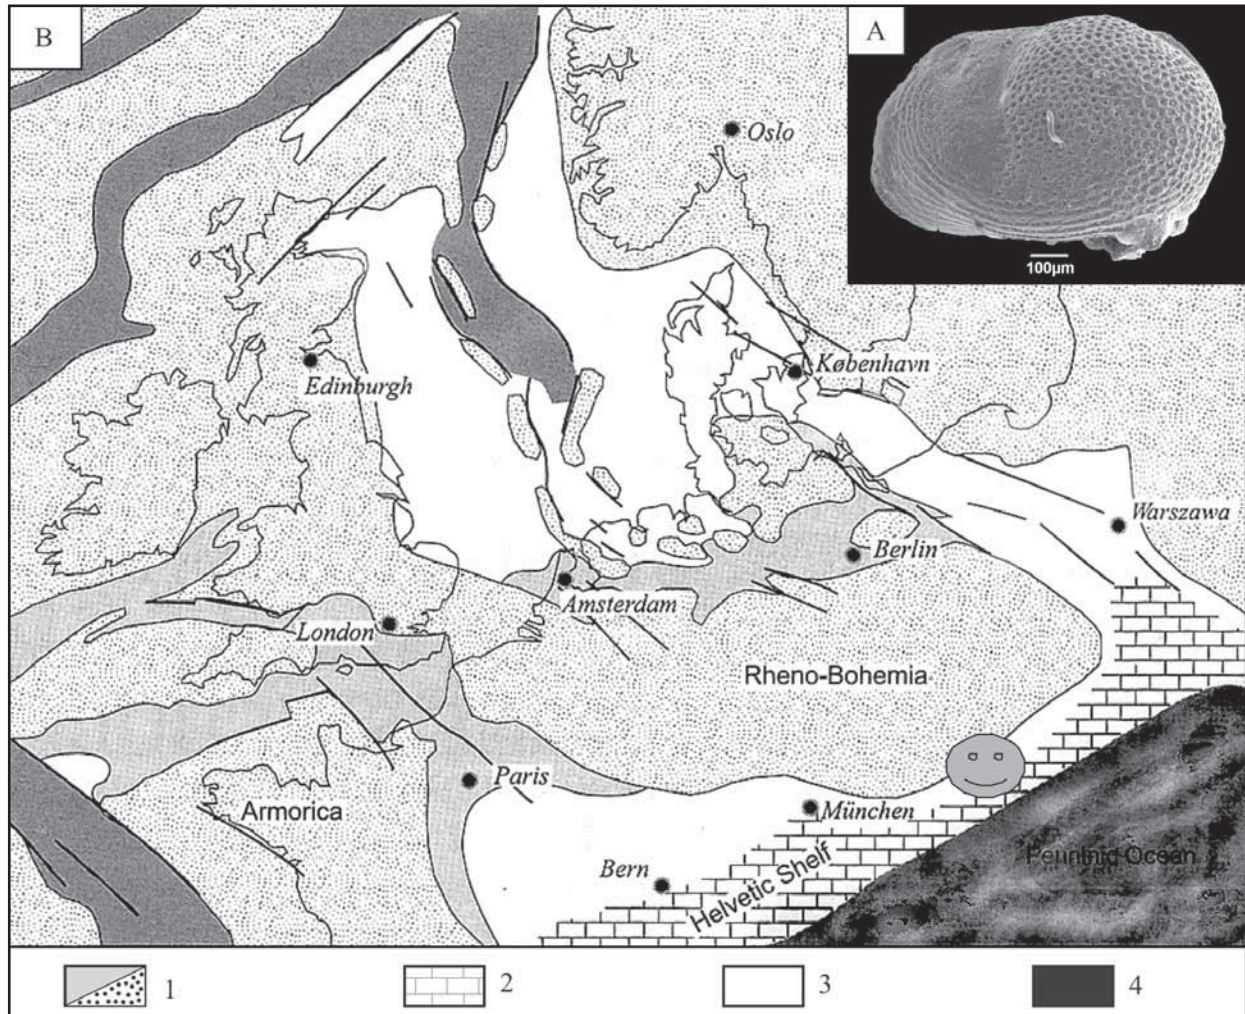 B
A
100µm
Oslo
København
Edinburgh
Warszawa
Berlin
Amsterdam
London
Rheno-Bohemia
Paris
Armorica
München
Penninic Ocean
Bern
Helvetic Shelf
1
2
3
4